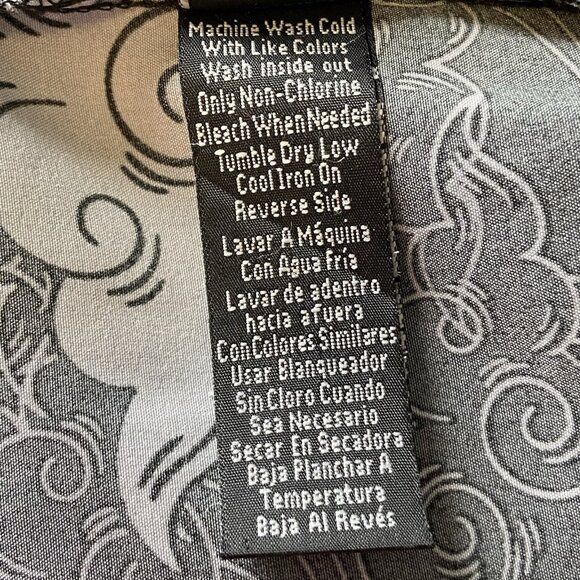 Machine Wash Cold
With Like Colors
Wash inside out
Only Non-Chlorine
Bleach When Needed
Tumble Dry Low
Cool Iron On
Reverse Side
Lavar A Máquina
Con Agua Fría
Lavar de adentro
hacia afuera
Con Colores Similares
Usar Blanqueador
Sin Cloro Cuando
Sea Necesario
Secar En Secadora
Baja Planchar A
Temperatura
Baja Al Revés